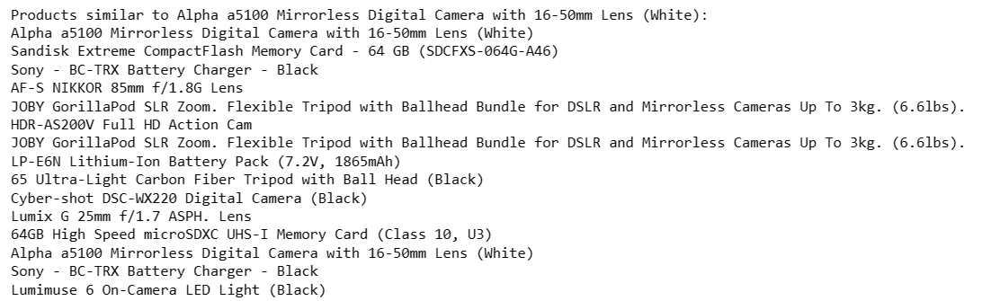 Products similar to Alpha a5100 Mirrorless Digital Camera with 16-50mm Lens (White):
Alpha a5100 Mirrorless Digital Camera with 16-50mm Lens (White)
Sandisk Extreme CompactFlash Memory Card - 64 GB (SDCFXS-064G-A46)
Sony - BC-TRX Battery Charger - Black
AF-S NIKKOR 85mm f/1.8G Lens
JOBY GorillaPod SLR Zoom. Flexible Tripod with Ballhead Bundle for DSLR and Mirrorless Cameras Up To 3kg. (6.6lbs).
HDR-AS200V Full HD Action Cam
JOBY GorillaPod SLR Zoom. Flexible Tripod with Ballhead Bundle for DSLR and Mirrorless Cameras Up To 3kg. (6.6lbs).
LP-E6N Lithium-Ion Battery Pack (7.2V, 1865mAh)
65 Ultra-Light Carbon Fiber Tripod with Ball Head (Black)
Cyber-shot DSC-WX220 Digital Camera (Black)
Lumix G 25mm f/1.7 ASPH. Lens
64GB High Speed microSDXC UHS-I Memory Card (Class 10, U3)
Alpha a5100 Mirrorless Digital Camera with 16-50mm Lens (White)
Sony - BC-TRX Battery Charger - Black
Lumimuse 6 On-Camera LED Light (Black)